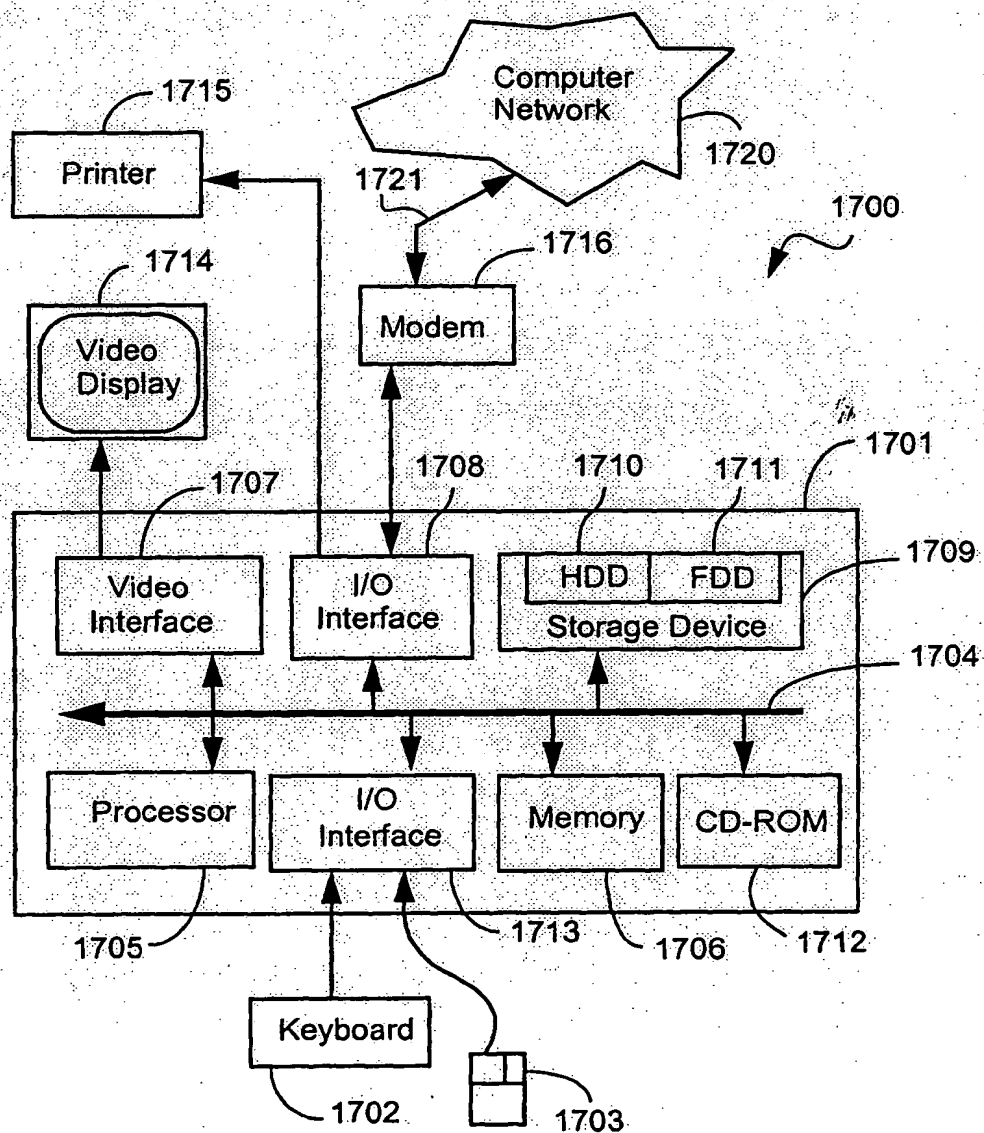 Computer
Network
1715
Printer
1720
1721
1700
1716
1714
Modem
Video
Display
1701
1707
1708
1710
1711
1709
Video
Interface
I/O
Interface
HDD
FDD
Storage Device
1704
Processor
I/O
Interface
Memory
CD-ROM
1705
1713
1706
1712
Keyboard
1702
1703